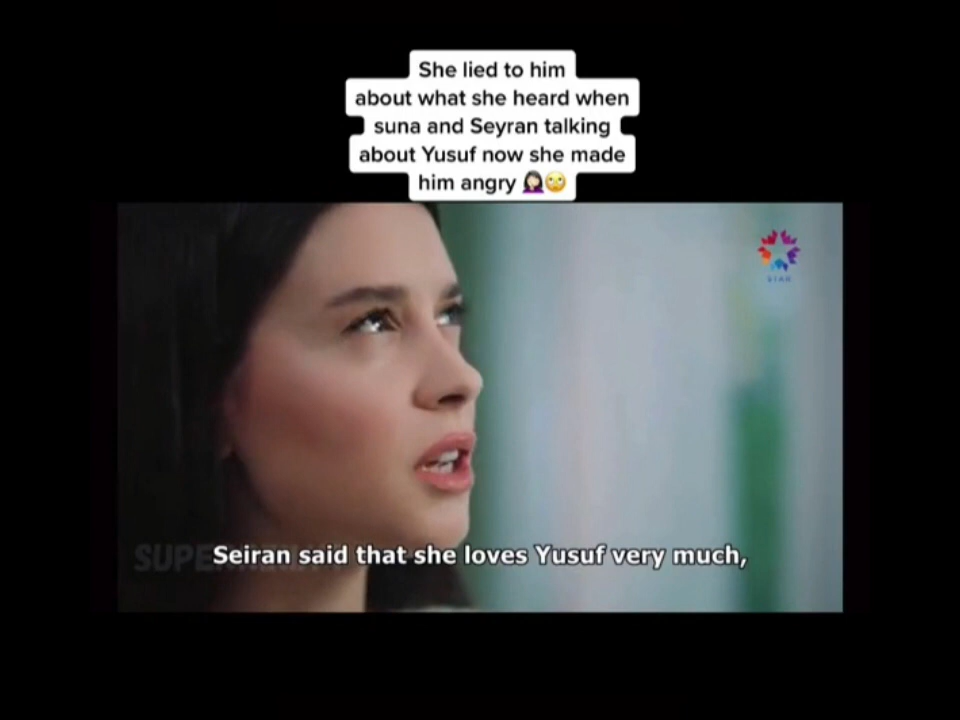 She lied to him
about what she heard when
suna and Seyran talking
about Yusuf now she made
him angry 🤦🏻‍♀️🙄
STAR
Seiran said that she loves Yusuf very much,